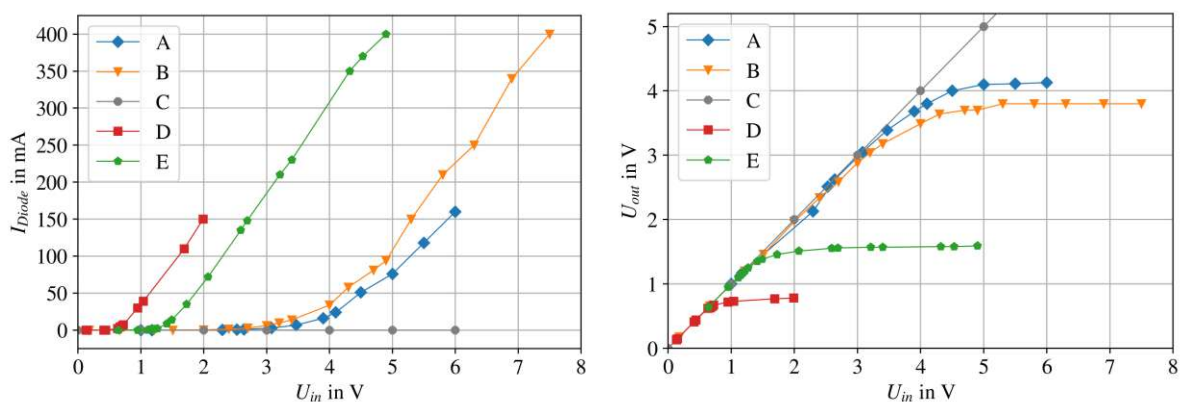 400
350
300
250
200
150
100
50
0
I_Diode in mA
A
B
C
D
E
0 1 2 3 4 5 6 7 8
U_in in V
5
4
3
2
1
0
U_out in V
A
B
C
D
E
0 1 2 3 4 5 6 7 8
U_in in V